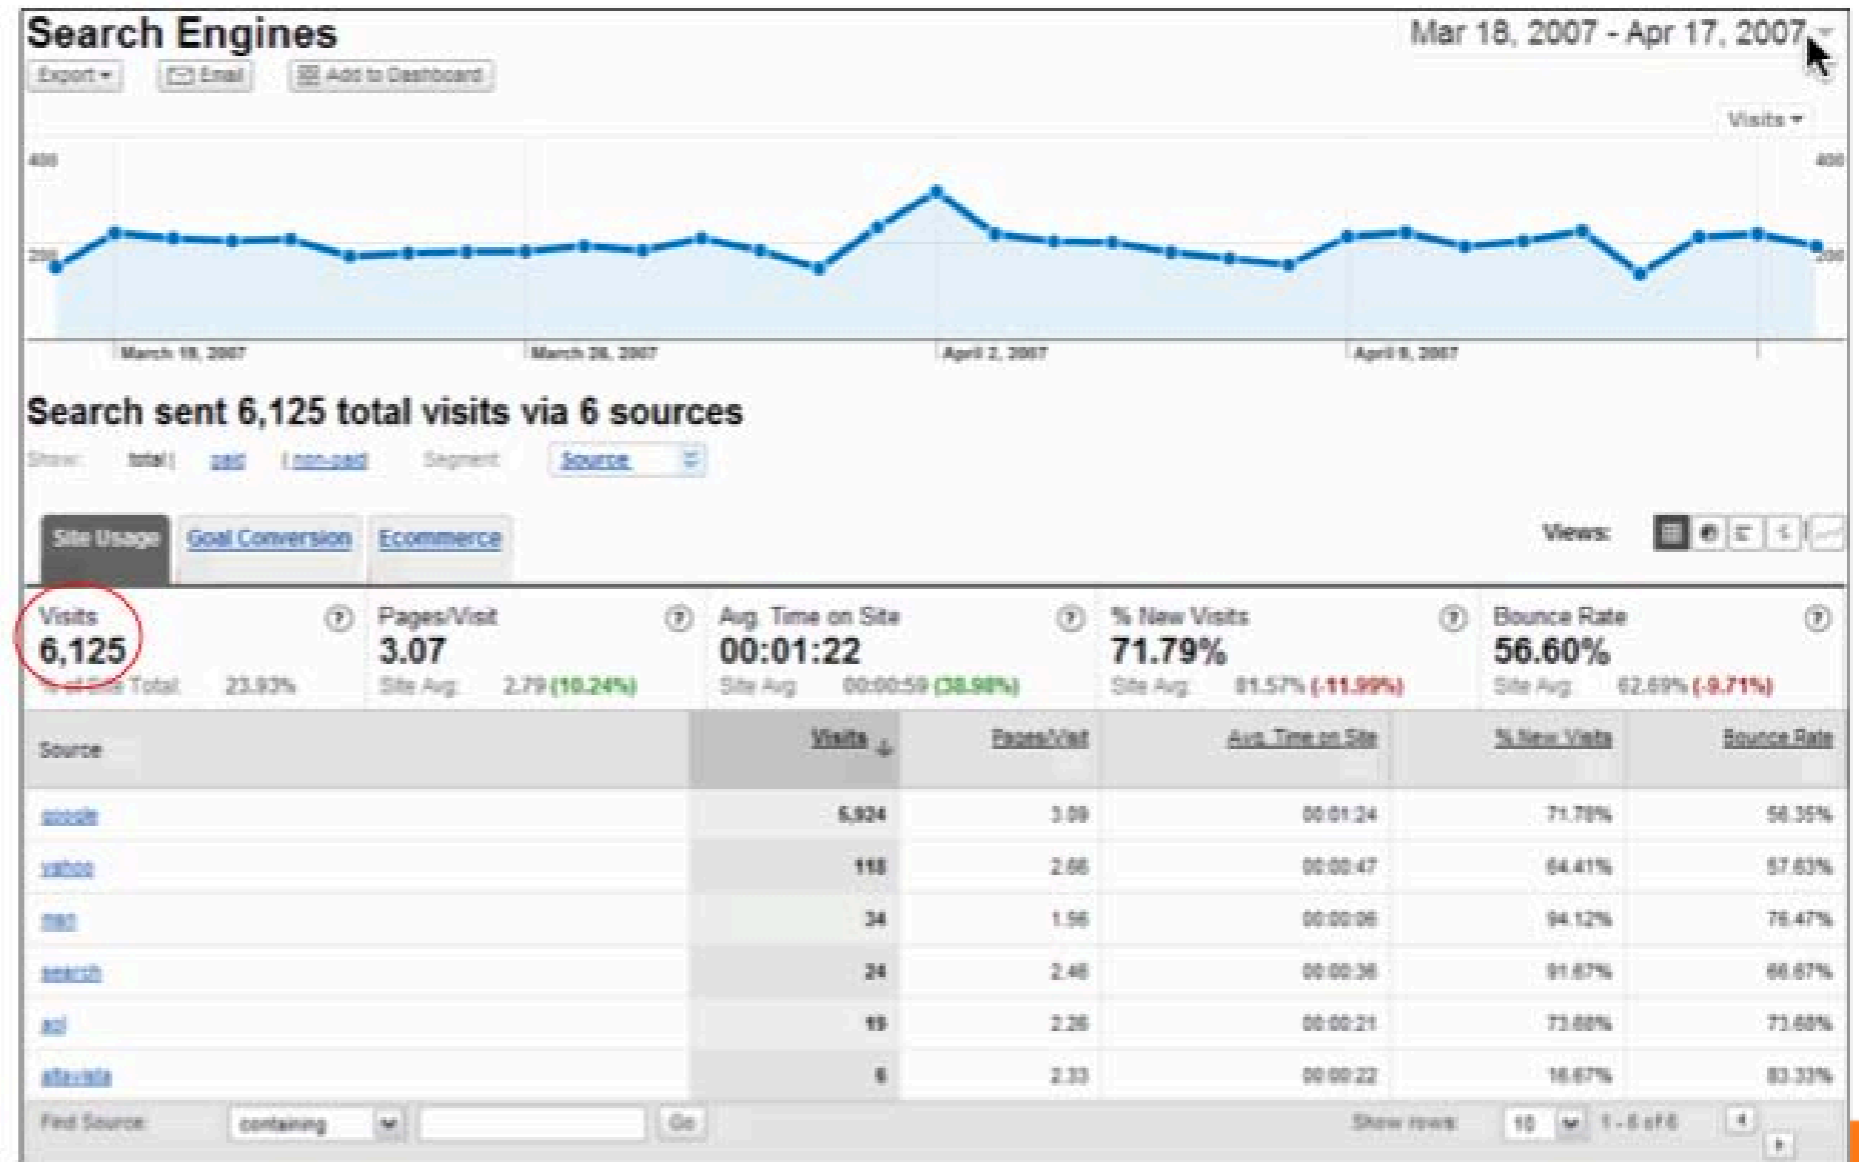 Search Engines
Mar 18, 2007 - Apr 17, 2007
Export
Email
Add to Dashboard
Visits
400
400
200
200
March 19, 2007
March 26, 2007
April 2, 2007
April 9, 2007
Search sent 6,125 total visits via 6 sources
Show: total | paid | non-paid Segment: Source
Site Usage
Goal Conversion
Ecommerce
Views:
Visits
6,125
% of Site Total: 23.93%
Pages/Visit
3.07
Site Avg: 2.79 (10.24%)
Avg. Time on Site
00:01:22
Site Avg: 00:00:59 (38.98%)
% New Visits
71.79%
Site Avg: 81.57% (-11.99%)
Bounce Rate
56.60%
Site Avg: 62.69% (-9.71%)
Source Visits Pages/Visit Avg. Time on Site % New Visits Bounce Rate
google 5,924 3.09 00:01:24 71.78% 56.35%
yahoo 118 2.66 00:00:47 64.41% 57.63%
msn 34 1.56 00:00:06 94.12% 76.47%
search 24 2.46 00:00:36 91.67% 66.67%
aol 19 2.26 00:00:21 73.68% 73.68%
altavista 6 2.33 00:00:22 16.67% 83.33%
Find Source: containing Go Show rows: 10 1 - 6 of 6